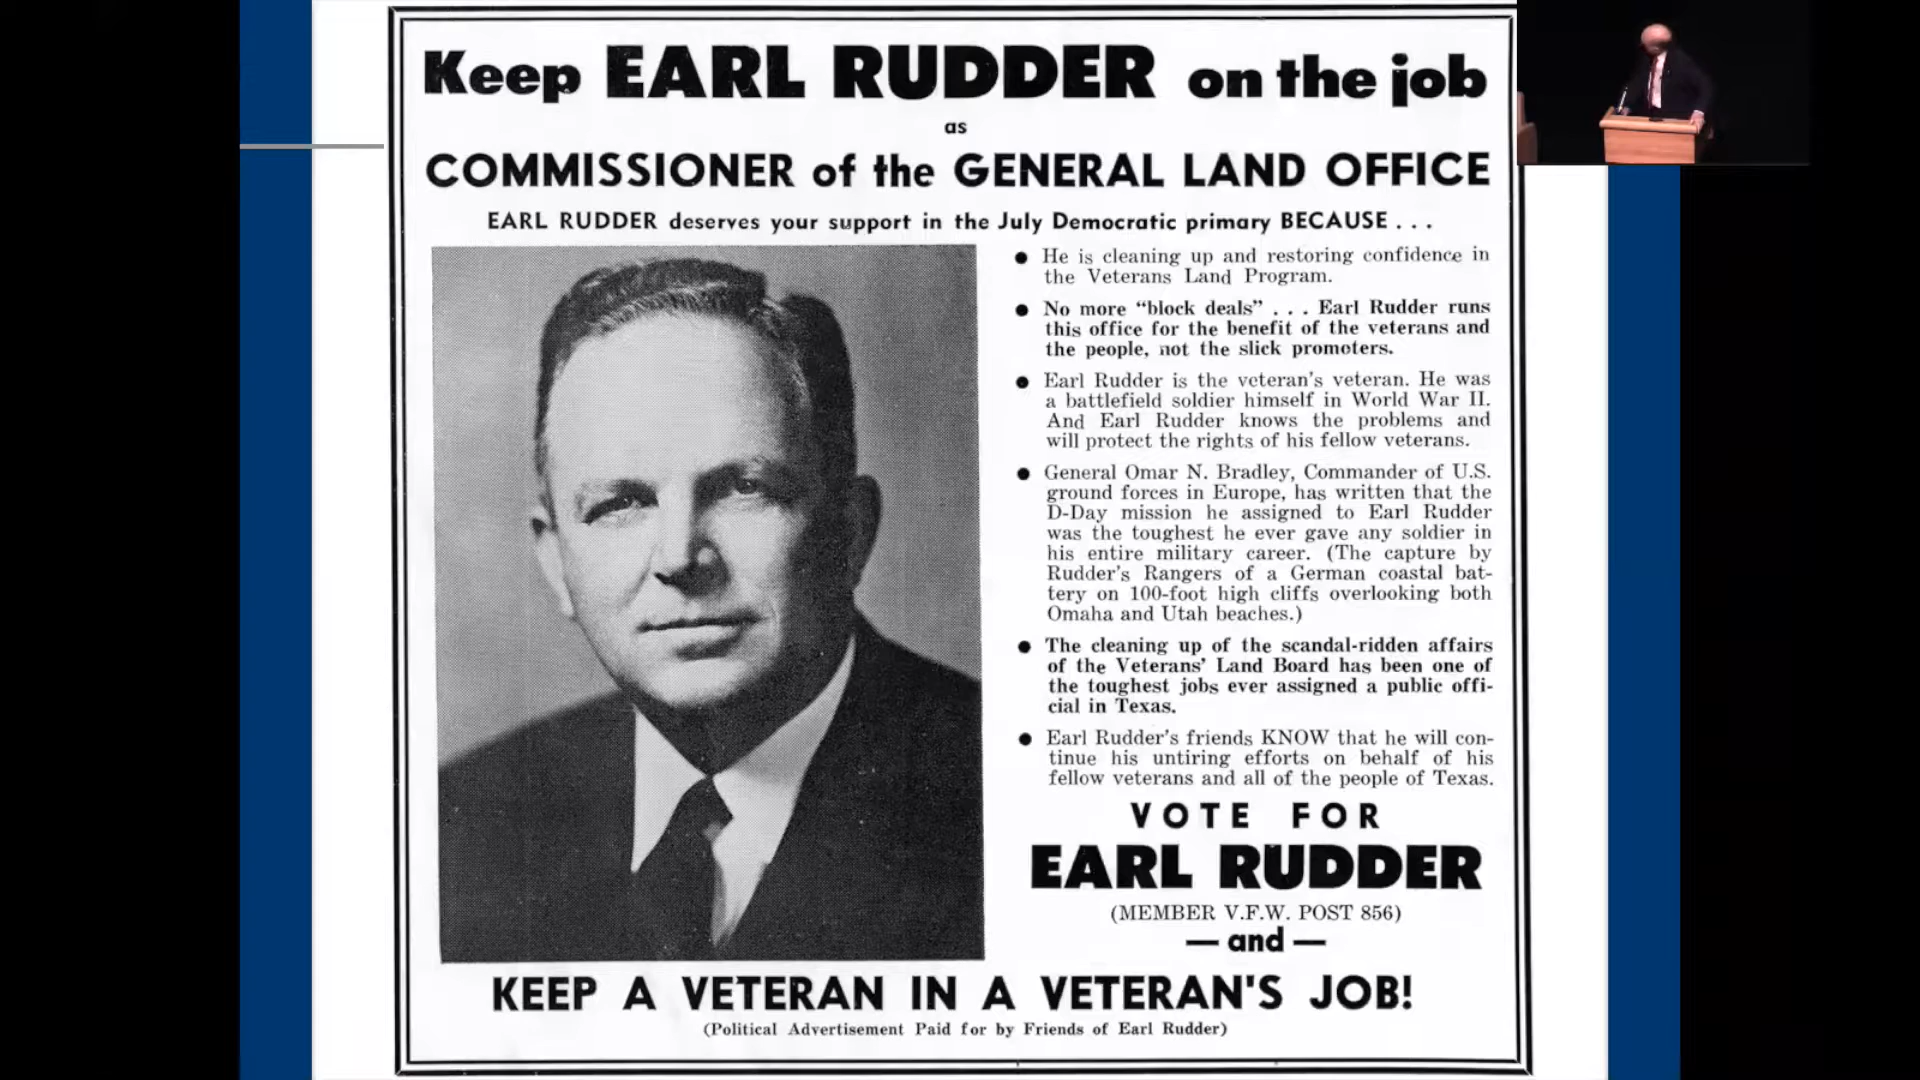 Keep EARL RUDDER on the job
as
COMMISSIONER of the GENERAL LAND OFFICE
EARL RUDDER deserves your support in the July Democratic primary BECAUSE . . .
● He is cleaning up and restoring confidence in
the Veterans Land Program.
● No more “block deals” . . . Earl Rudder runs
this office for the benefit of the veterans and
the people, not the slick promoters.
● Earl Rudder is the veteran’s veteran. He was
a battlefield soldier himself in World War II.
And Earl Rudder knows the problems and
will protect the rights of his fellow veterans.
● General Omar N. Bradley, Commander of U.S.
ground forces in Europe, has written that the
D-Day mission he assigned to Earl Rudder
was the toughest he ever gave any soldier in
his entire military career. (The capture by
Rudder’s Rangers of a German coastal bat-
tery on 100-foot high cliffs overlooking both
Omaha and Utah beaches.)
● The cleaning up of the scandal-ridden affairs
of the Veterans’ Land Board has been one of
the toughest jobs ever assigned a public offi-
cial in Texas.
● Earl Rudder’s friends KNOW that he will con-
tinue his untiring efforts on behalf of his
fellow veterans and all of the people of Texas.
VOTE FOR
EARL RUDDER
(MEMBER V.F.W. POST 856)
— and —
KEEP A VETERAN IN A VETERAN'S JOB!
(Political Advertisement Paid for by Friends of Earl Rudder)